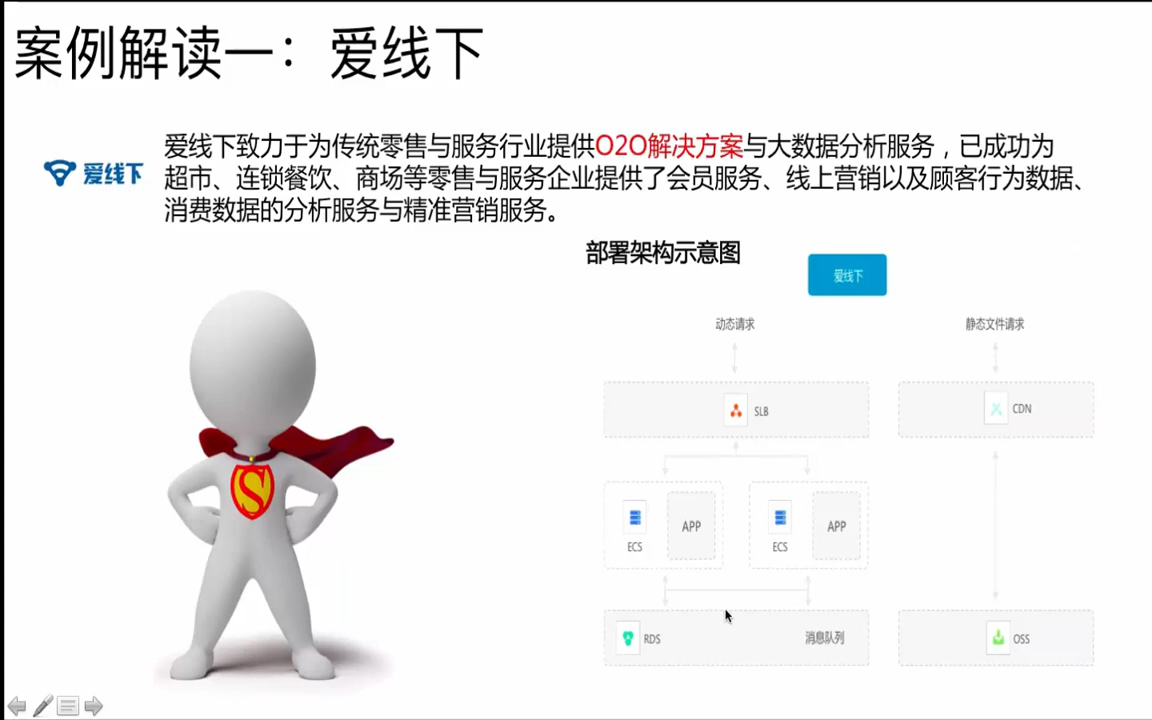 案例解读一：爱线下
爱线下
爱线下致力于为传统零售与服务行业提供O2O解决方案与大数据分析服务，已成功为
超市、连锁餐饮、商场等零售与服务企业提供了会员服务、线上营销以及顾客行为数据、
消费数据的分析服务与精准营销服务。
部署架构示意图
爱线下
动态请求
静态文件请求
SLB
CDN
ECS
APP
ECS
APP
RDS
消息队列
OSS
S